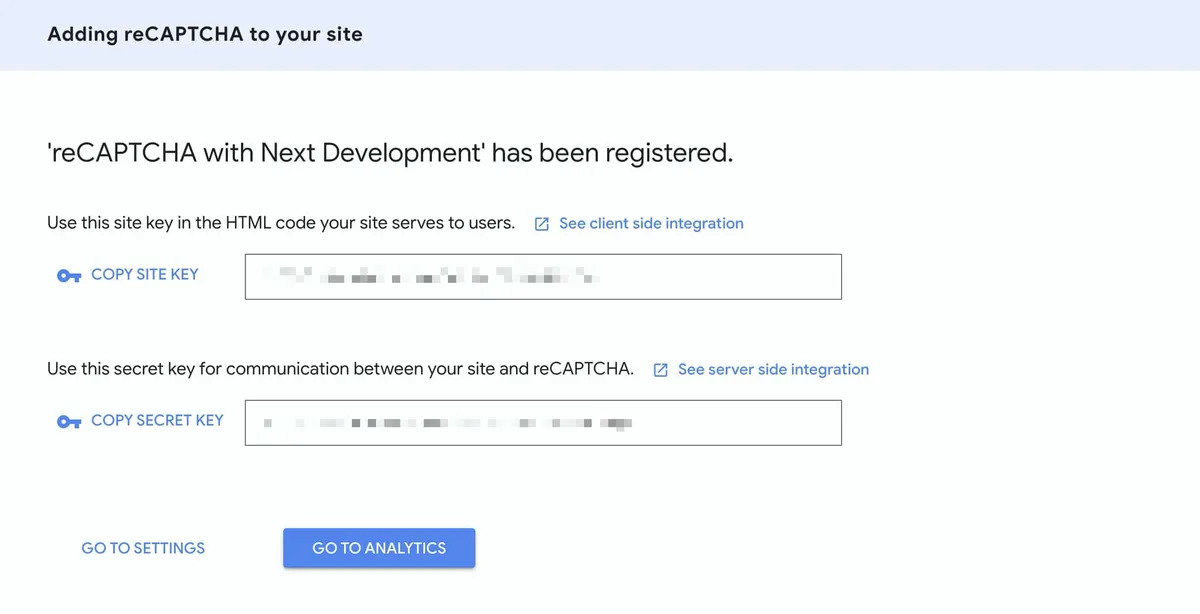 Adding reCAPTCHA to your site
'reCAPTCHA with Next Development' has been registered.
Use this site key in the HTML code your site serves to users. See client side integration
COPY SITE KEY
Use this secret key for communication between your site and reCAPTCHA. See server side integration
COPY SECRET KEY
GO TO SETTINGS GO TO ANALYTICS